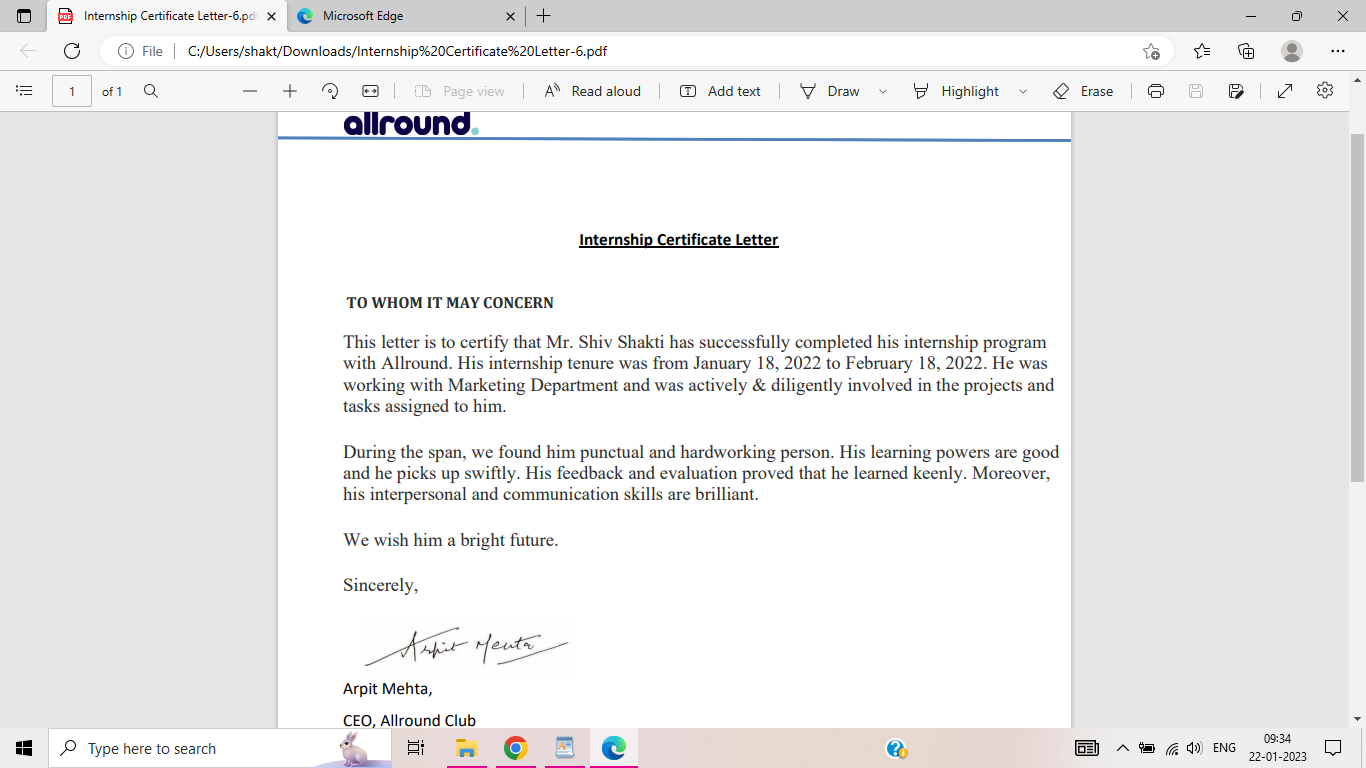 Internship Certificate Letter-6.pdf
Microsoft Edge
File
C:/Users/shakt/Downloads/Internship%20Certificate%20Letter-6.pdf
1 of 1
Page view
Read aloud
Add text
Draw
Highlight
Erase
allround.
Internship Certificate Letter
TO WHOM IT MAY CONCERN
This letter is to certify that Mr. Shiv Shakti has successfully completed his internship program
with Allround. His internship tenure was from January 18, 2022 to February 18, 2022. He was
working with Marketing Department and was actively & diligently involved in the projects and
tasks assigned to him.
During the span, we found him punctual and hardworking person. His learning powers are good
and he picks up swiftly. His feedback and evaluation proved that he learned keenly. Moreover,
his interpersonal and communication skills are brilliant.
We wish him a bright future.
Sincerely,
Arpit Mehta
Arpit Mehta,
CEO, Allround Club
Type here to search
ENG
09:34
22-01-2023